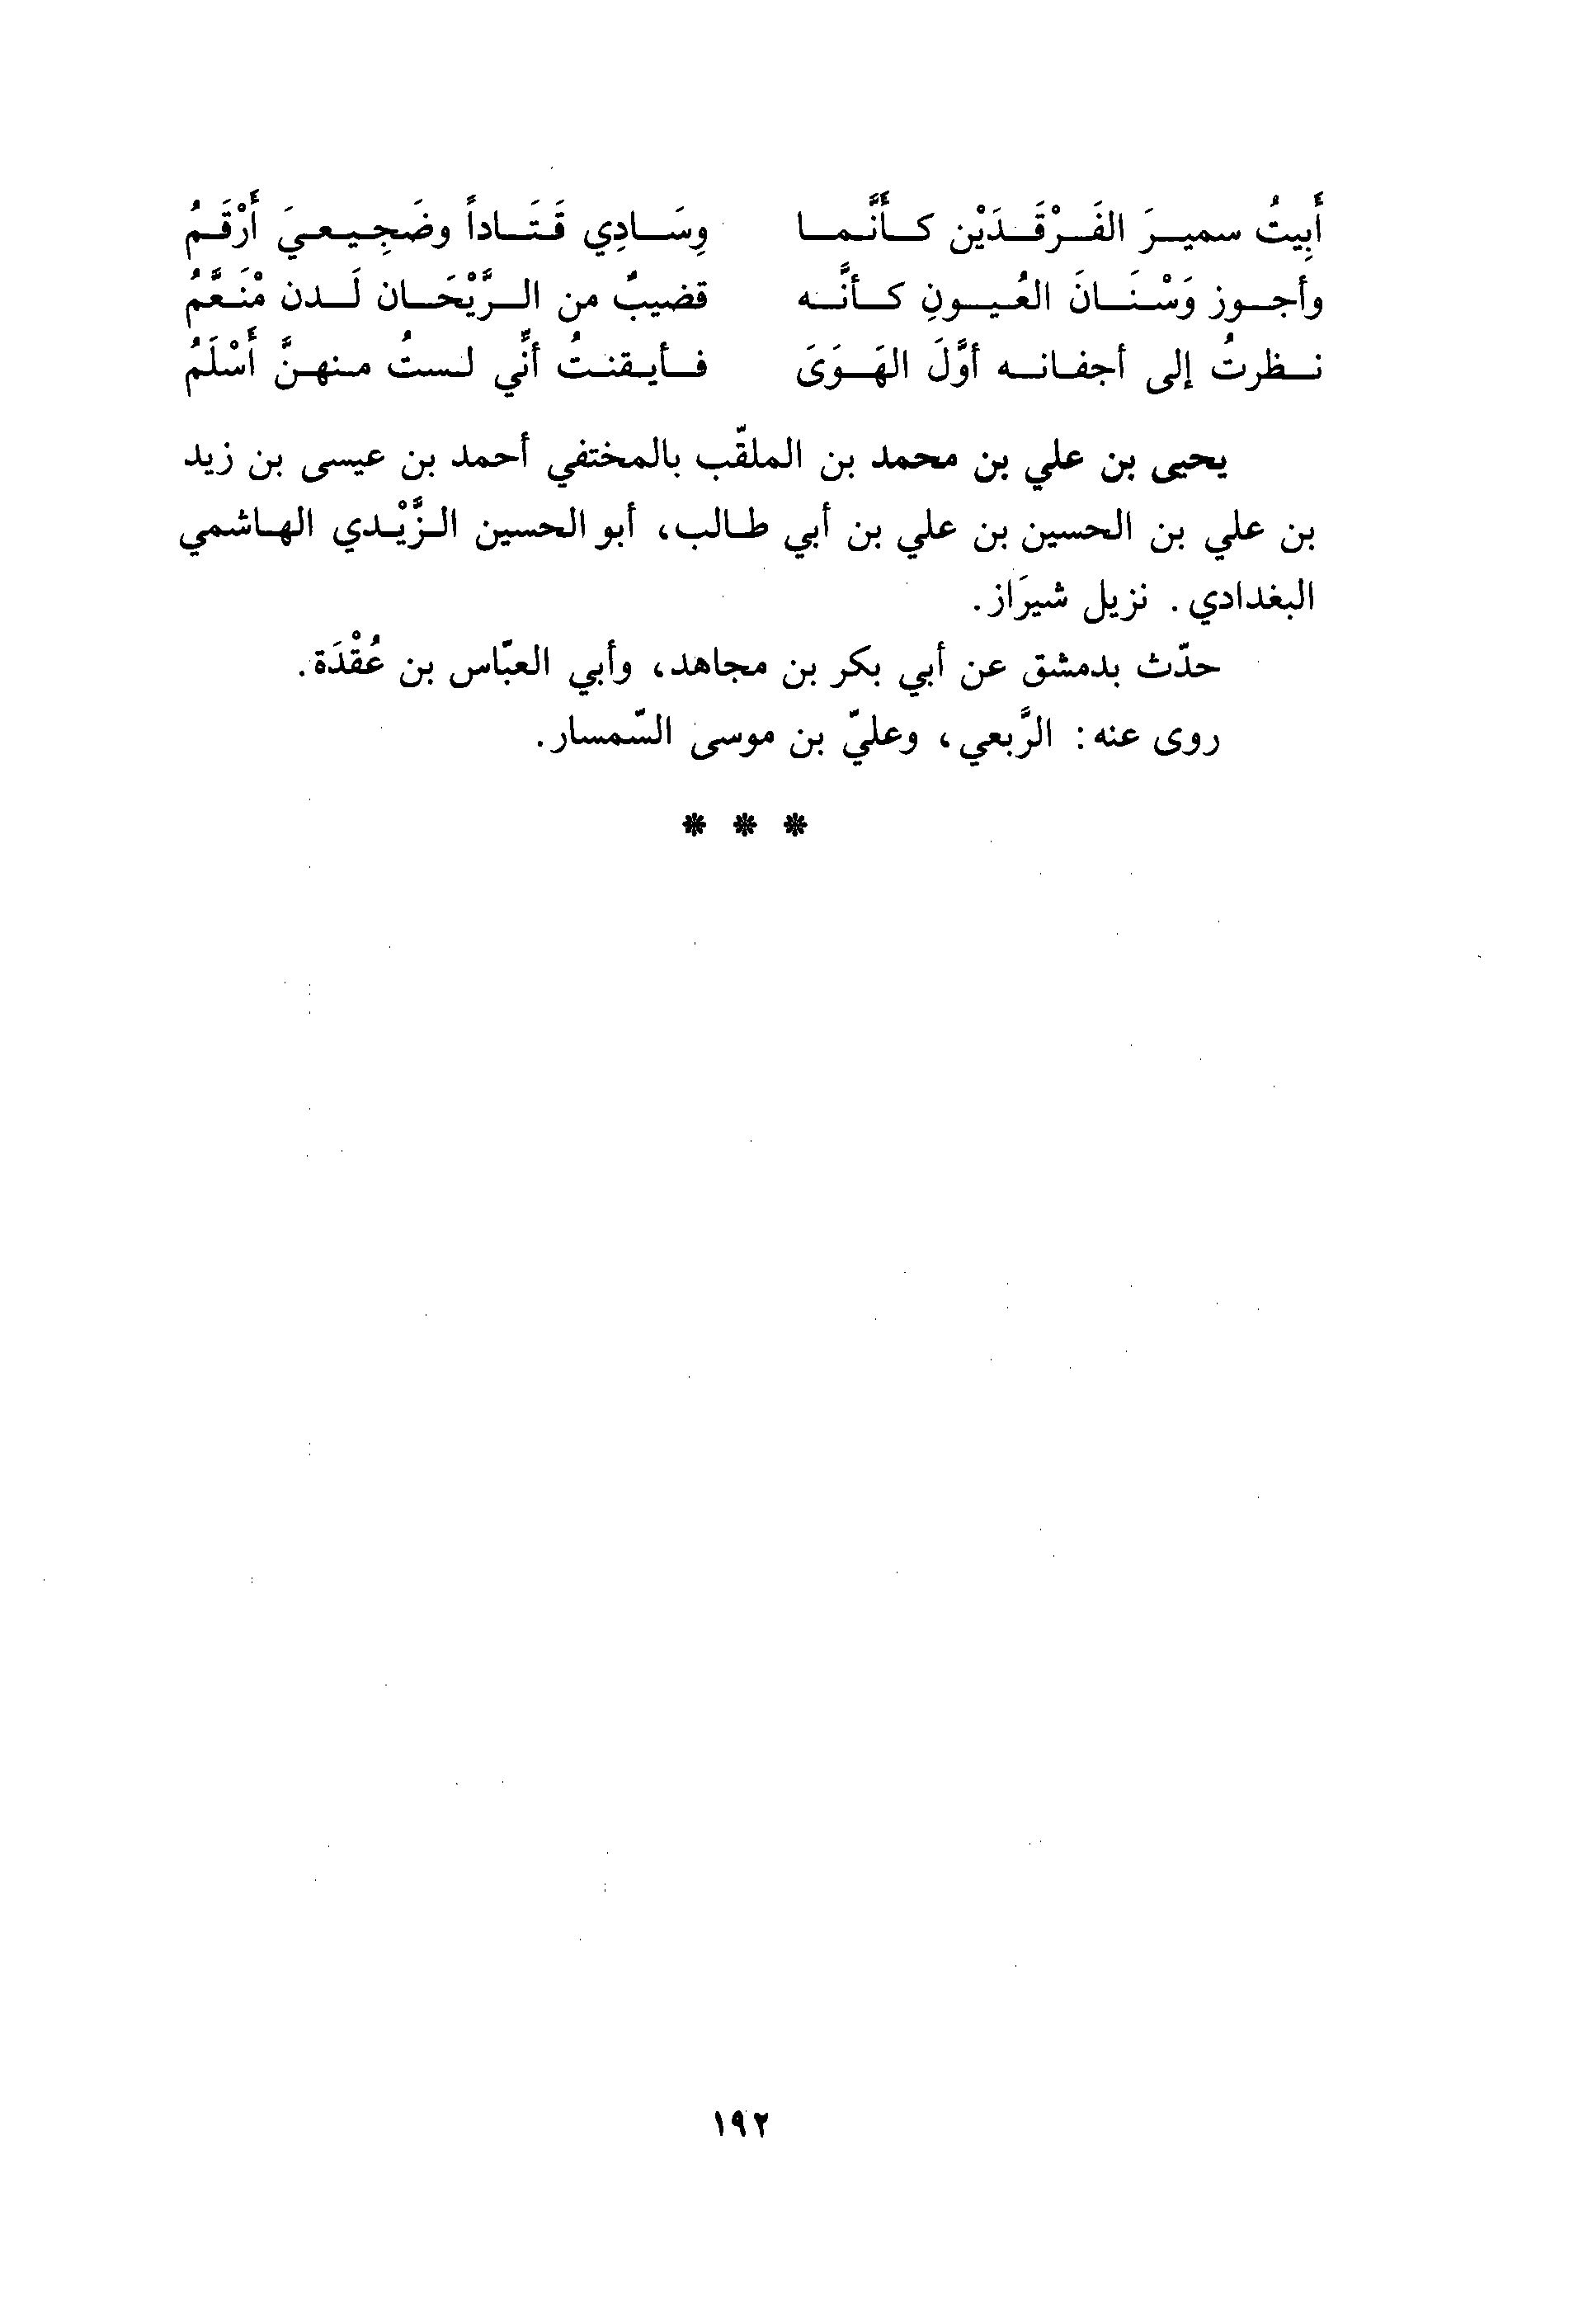 أَبِيتُ سميرَ الفَرْقَدَيْن كأنَّما وِسَادِي قَتَاداً وضَجِيعيَ أَرْقَمُ
وأجوز وَسْنَانَ العُيونِ كأنَّه قضيبٌ من الرَّيْحَان لَدن مْنَعَّمُ
نظرتُ إلى أجفانه أوَّلَ الهَوَىَ فأيقنتُ أنِّي لستُ منهنَّ أَسْلَمُ
يحيى بن علي بن محمد بن الملقّب بالمختفي أحمد بن عيسى بن زيد
بن علي بن الحسين بن علي بن أبي طالب، أبو الحسين الزَّيْدي الهاشمي
البغدادي. نزيل شيرَاز.
حدّث بدمشق عن أبي بكر بن مجاهد، وأبي العبّاس بن عُقْدَة.
روى عنه: الرَّبعي، وعليّ بن موسى السّمسار.
* * *
١٩٢